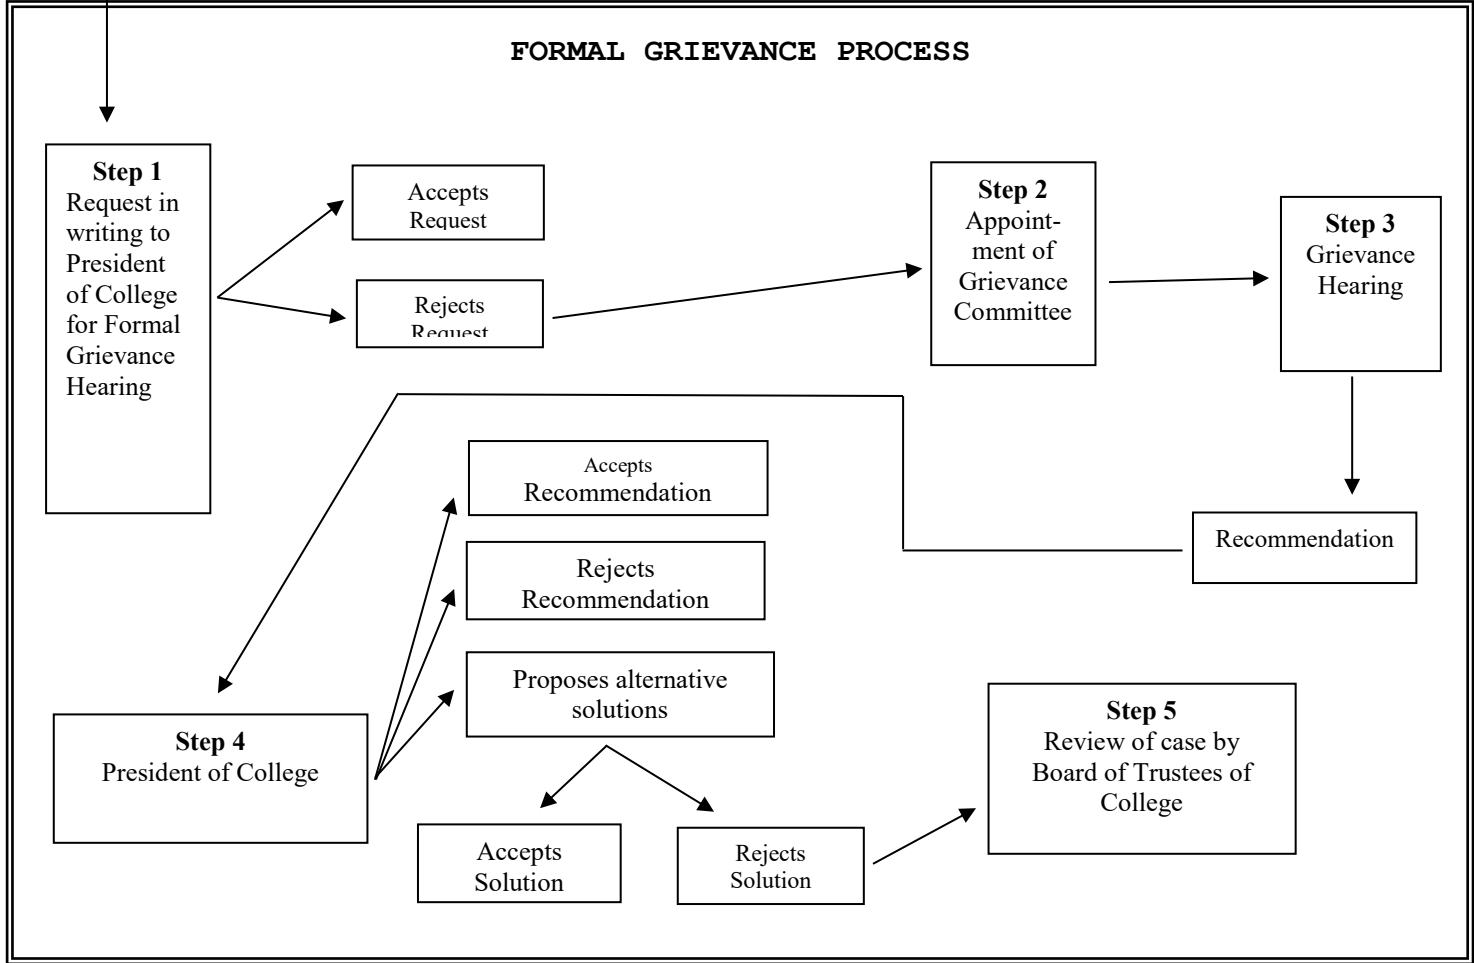 FORMAL GRIEVANCE PROCESS
Step 1
Request in
writing to
President
of College
for Formal
Grievance
Hearing
Accepts
Request
Rejects
Request
Step 2
Appoint-
ment of
Grievance
Committee
Step 3
Grievance
Hearing
Recommendation
Accepts
Recommendation
Rejects
Recommendation
Proposes alternative
solutions
Step 4
President of College
Accepts
Solution
Rejects
Solution
Step 5
Review of case by
Board of Trustees of
College